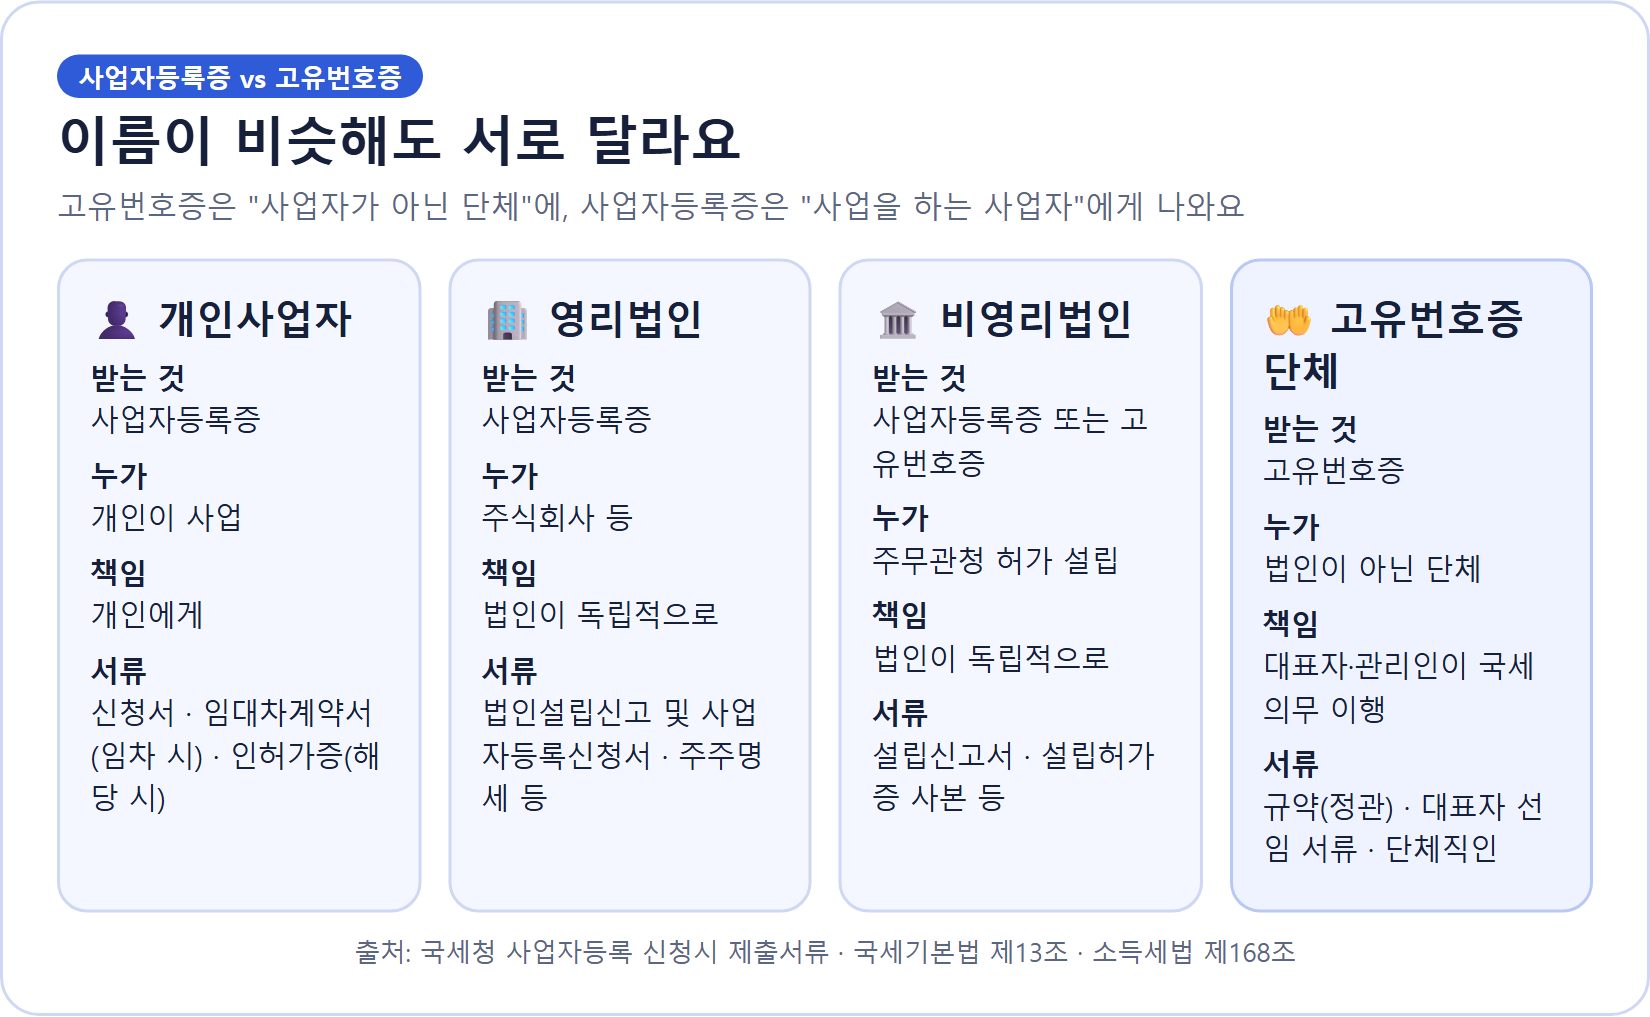 사업자등록증 vs 고유번호증
이름이 비슷해도 서로 달라요
고유번호증은 "사업자가 아닌 단체"에, 사업자등록증은 "사업을 하는 사업자"에게 나와요
개인사업자
받는 것
사업자등록증
누가
개인이 사업
책임
개인에게
서류
신청서 · 임대차계약서
(임차 시) · 인허가증(해
당 시)
영리법인
받는 것
사업자등록증
누가
주식회사 등
책임
법인이 독립적으로
서류
법인설립신고 및 사업
자등록신청서 · 주주명
세 등
비영리법인
받는 것
사업자등록증 또는 고
유번호증
누가
주무관청 허가 설립
책임
법인이 독립적으로
서류
설립신고서 · 설립허가
증 사본 등
고유번호증
단체
받는 것
고유번호증
누가
법인이 아닌 단체
책임
대표자·관리인이 국세
의무 이행
서류
규약(정관) · 대표자 선
임 서류 · 단체직인
출처: 국세청 사업자등록 신청시 제출서류 · 국세기본법 제13조 · 소득세법 제168조